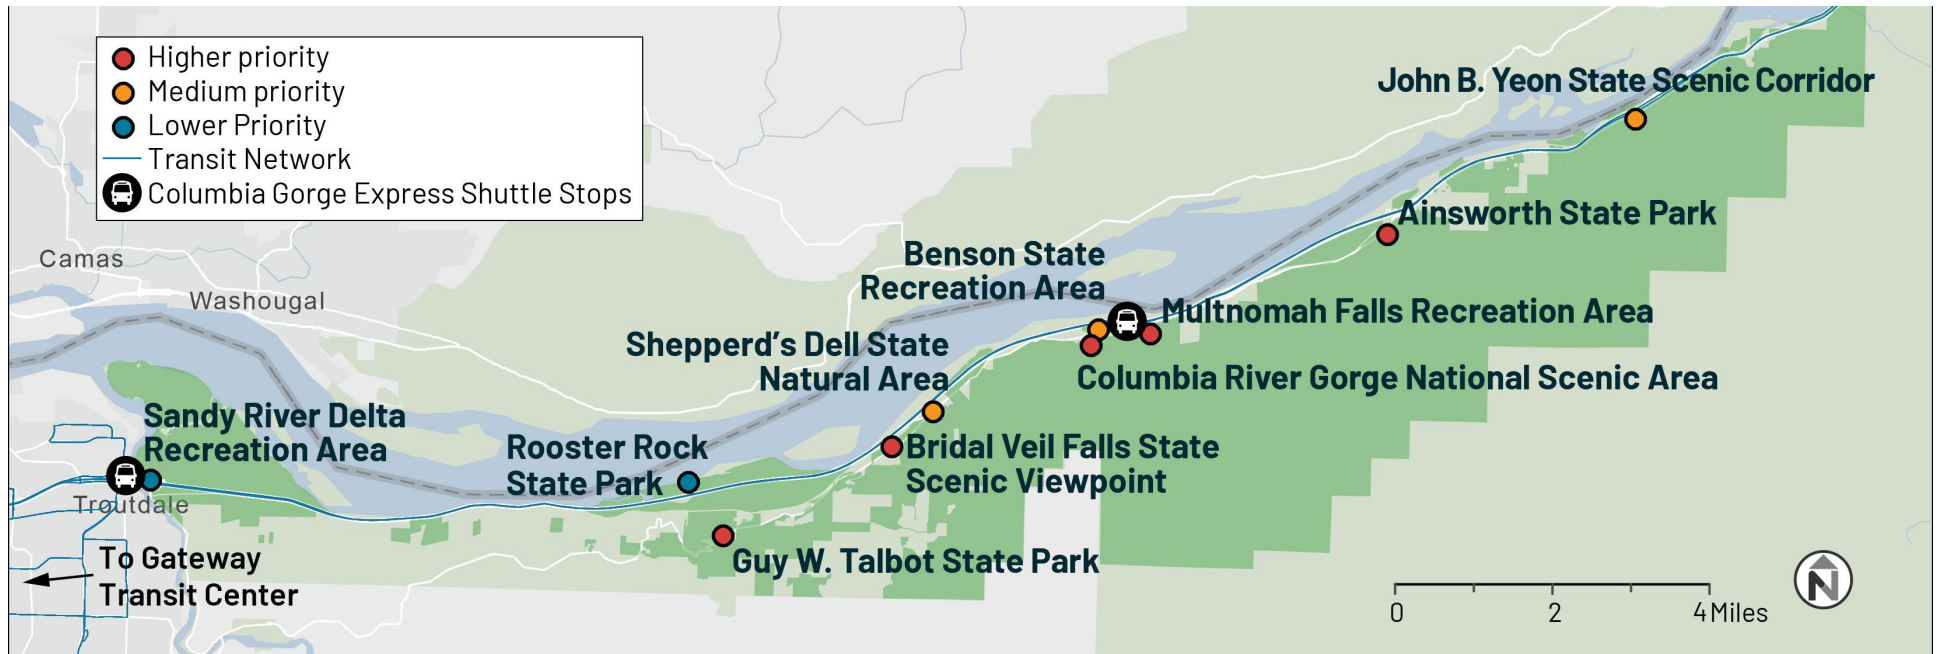 Higher priority
Medium priority
Lower Priority
Transit Network
Columbia Gorge Express Shuttle Stops
John B. Yeon State Scenic Corridor
Ainsworth State Park
Benson State
Recreation Area
Multnomah Falls Recreation Area
Camas
Washougal
Shepperd's Dell State
Natural Area
Columbia River Gorge National Scenic Area
Sandy River Delta
Recreation Area
Rooster Rock
State Park
Bridal Veil Falls State
Scenic Viewpoint
Troutdale
Guy W. Talbot State Park
To Gateway
Transit Center
0 2 4 Miles
N